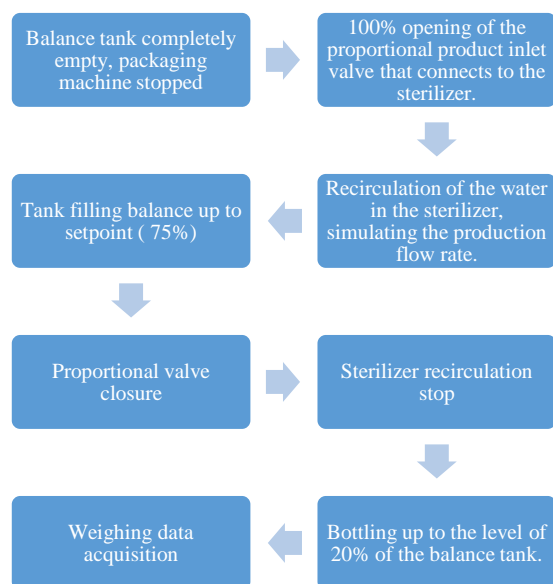 Balance tank completely
empty, packaging
machine stopped
100% opening of the
proportional product inlet
valve that connects to the
sterilizer.
Recirculation of the water
in the sterilizer,
simulating the production
flow rate.
Tank filling balance up to
setpoint ( 75%)
Proportional valve
closure
Sterilizer recirculation
stop
Bottling up to the level of
20% of the balance tank.
Weighing data
acquisition